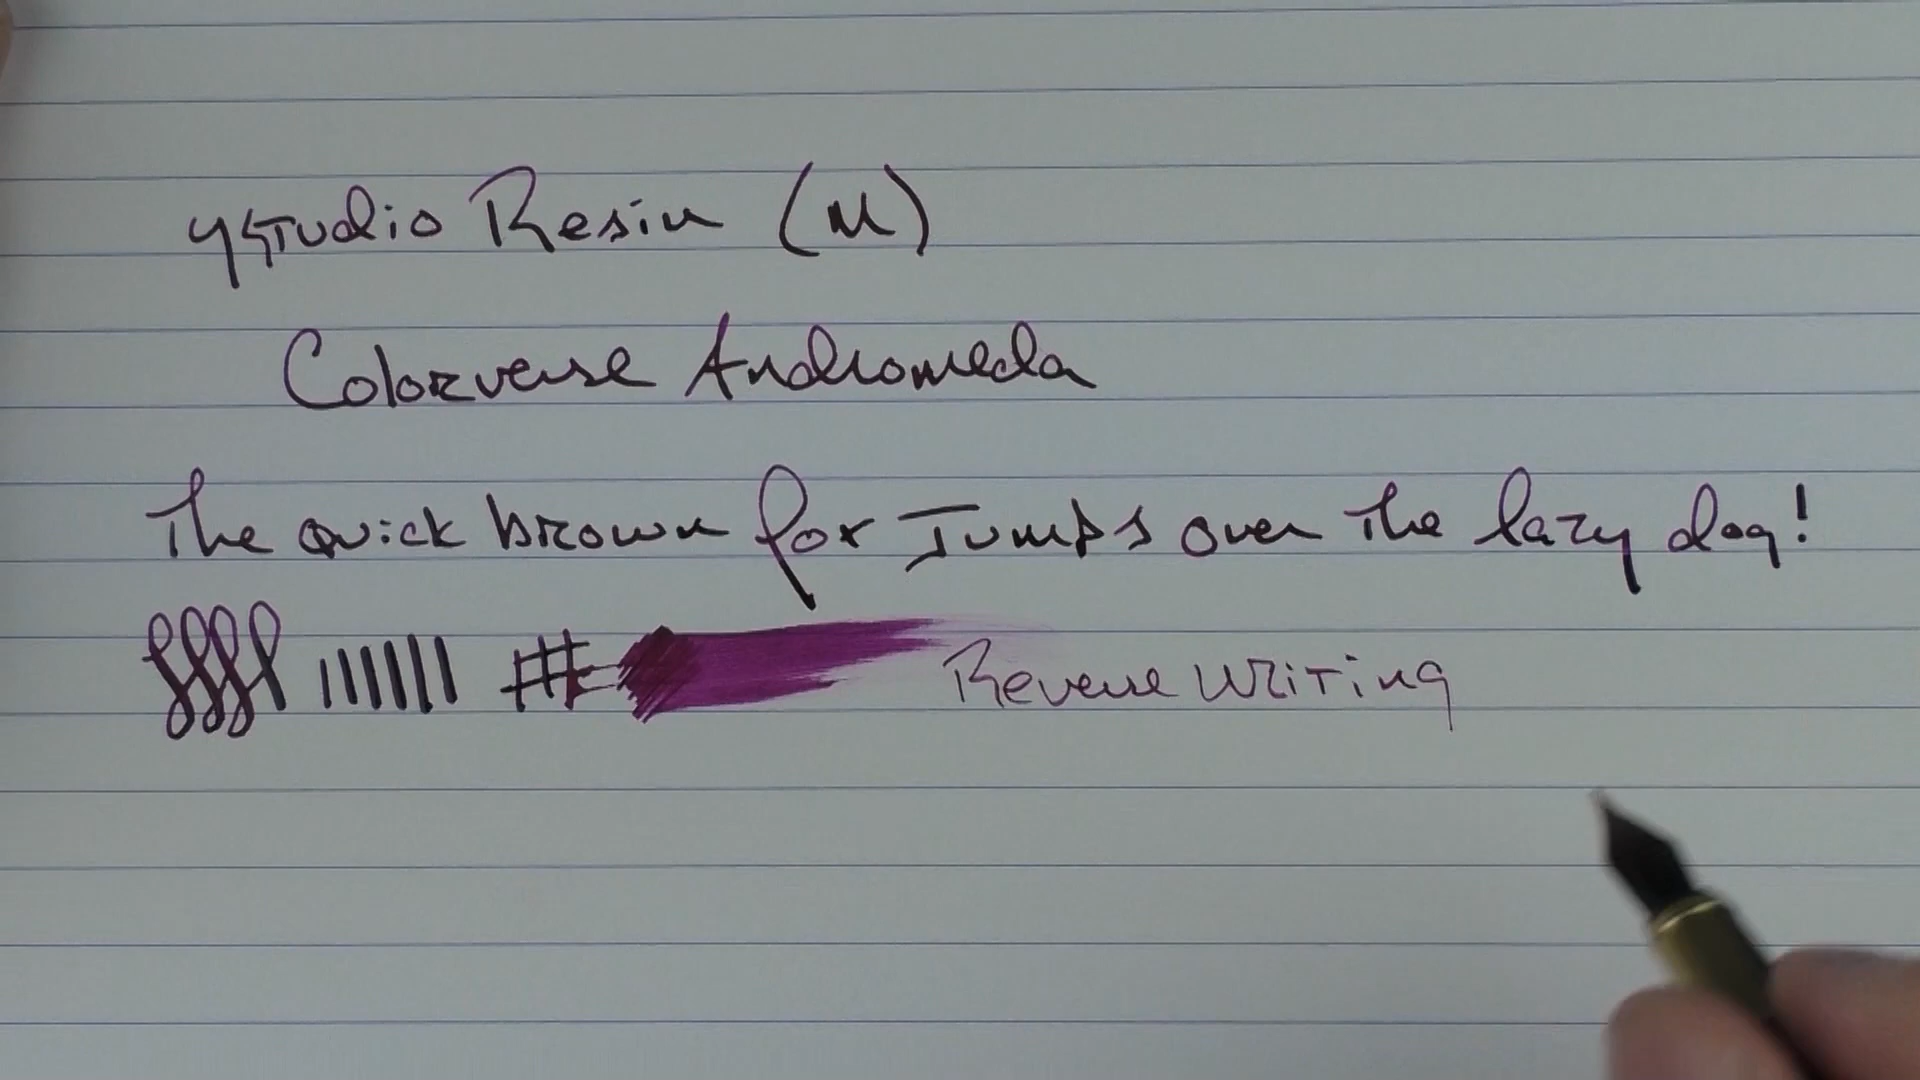 ystudio Resin (M)
Colorverse Andromeda
The quick brown fox Jumps over The lazy dog!
Reverse Writing